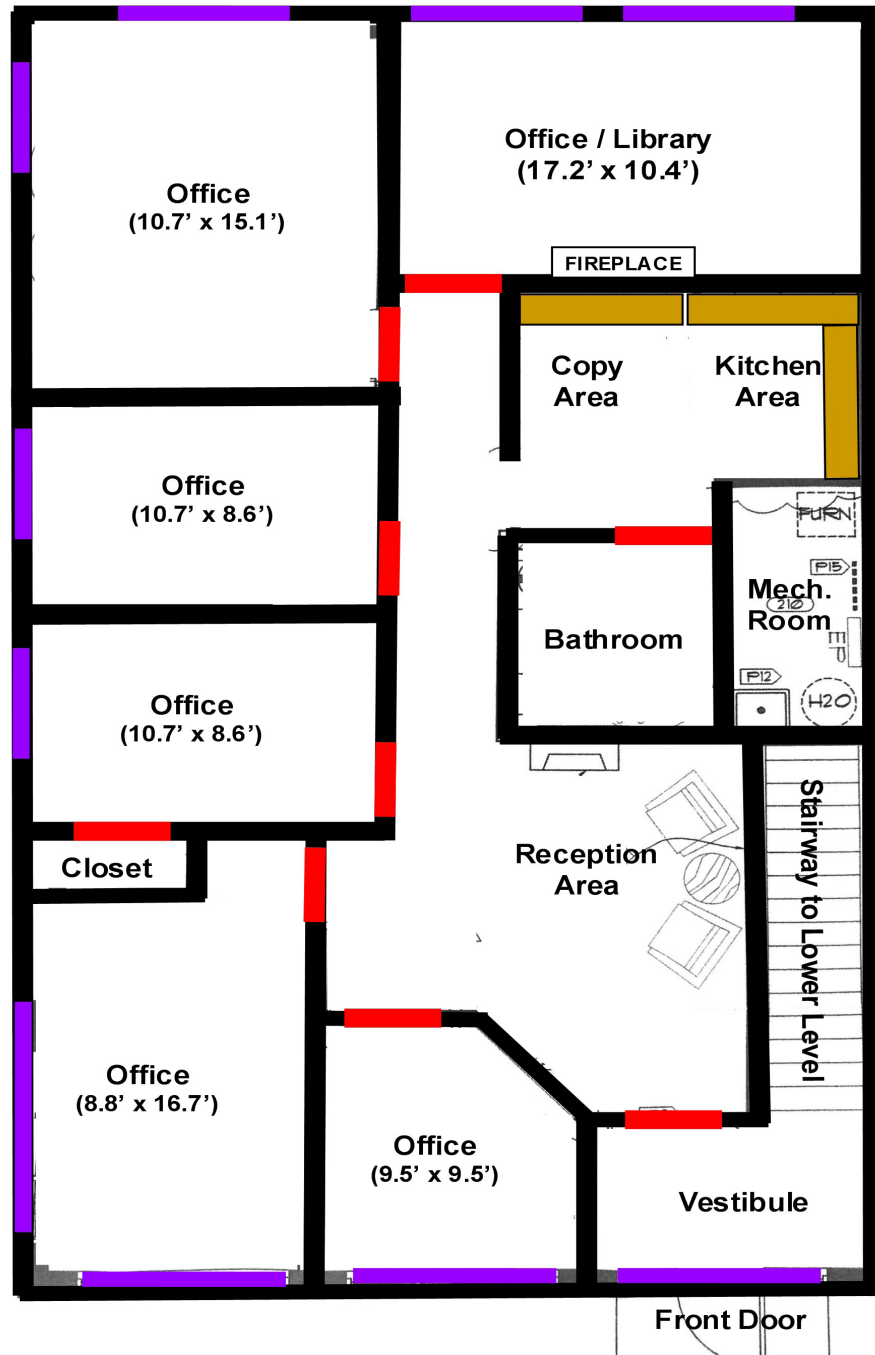 Office / Library
(17.2’ x 10.4’)
Office
(10.7’ x 15.1’)
FIREPLACE
Copy
Area
Kitchen
Area
Office
(10.7’ x 8.6’)
FURN
P15
Mech.
210
Room
EP
Bathroom
P12
H2O
Office
(10.7’ x 8.6’)
Closet
Reception
Area
Stairway to Lower Level
Office
(8.8’ x 16.7’)
Office
(9.5’ x 9.5’)
Vestibule
Front Door